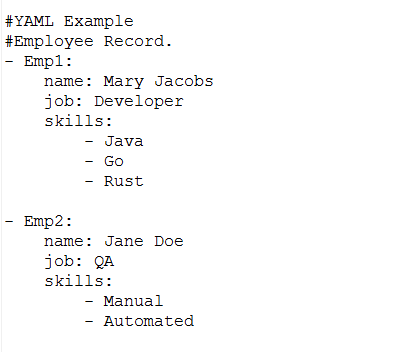 #YAML Example
#Employee Record.
- Emp1:
    name: Mary Jacobs
    job: Developer
    skills:
        - Java
        - Go
        - Rust

- Emp2:
    name: Jane Doe
    job: QA
    skills:
        - Manual
        - Automated